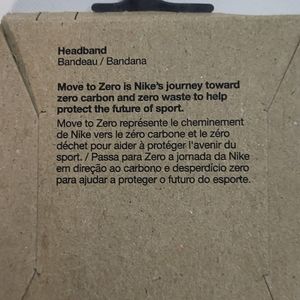 Headband
Bandeau / Bandana
Move to Zero is Nike's journey toward
zero carbon and zero waste to help
protect the future of sport.
Move to Zero représente le cheminement
de Nike vers le zéro carbone et le zéro
déchet pour aider à protéger l'avenir du
sport. / Passa para Zero a jornada da Nike
em direção ao carbono e desperdício zero
para ajudar a proteger o futuro do esporte.